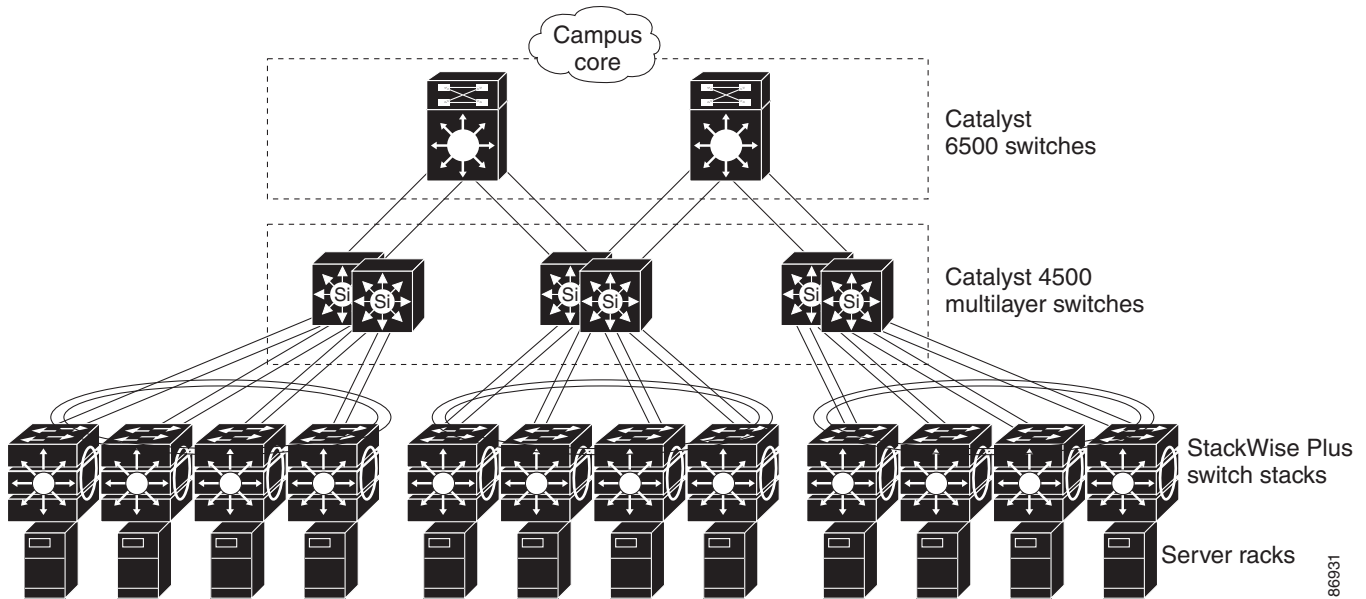 Campus
core
Catalyst
6500 switches
Si
Si
Si
Si
Si
Si
Catalyst 4500
multilayer switches
StackWise Plus
switch stacks
Server racks
86931